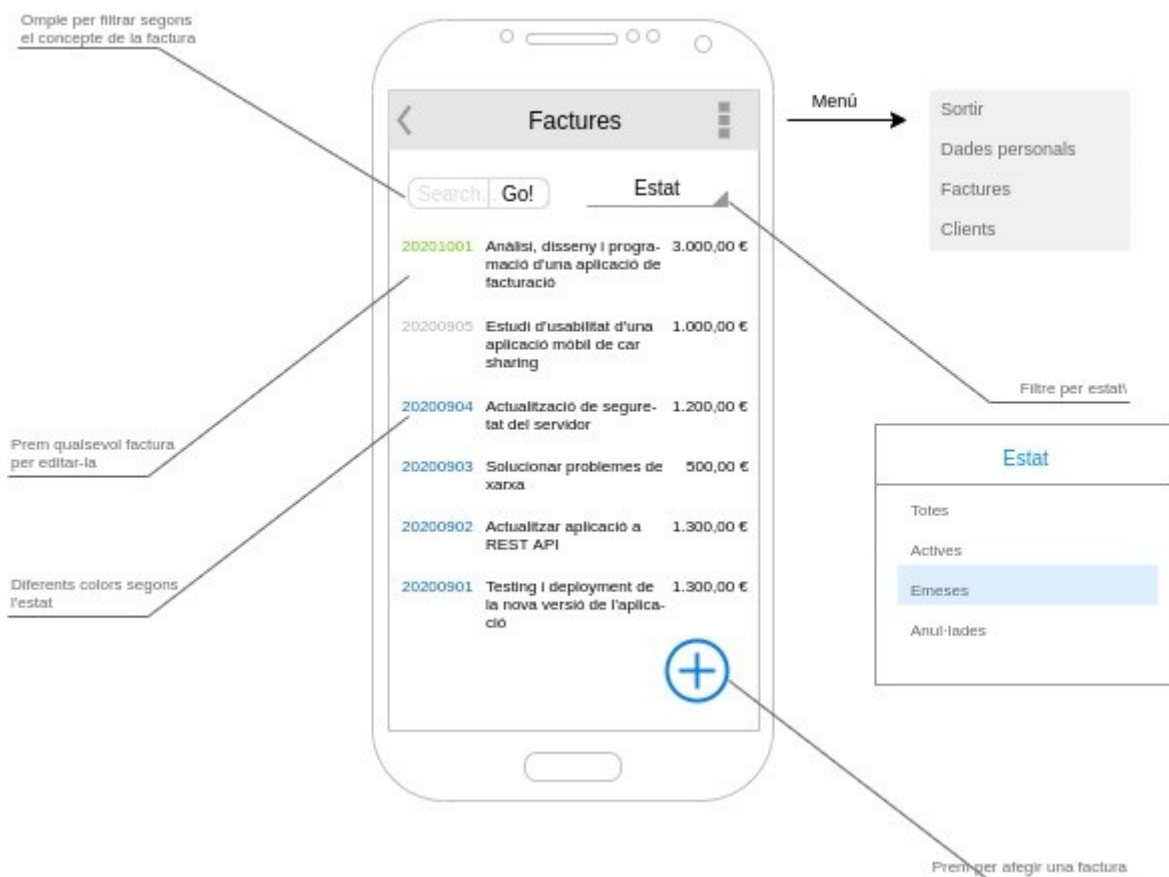 Omple per filtrar segons
el concepte de la factura
Factures
Menú
Sortir
Dades personals
Factures
Clients
Search...
Go!
Estat
20201001 Anàlisi, disseny i progra- 3.000,00 €
mació d'una aplicació de
facturació
20200905 Estudi d'usabilitat d'una 1.000,00 €
aplicació mòbil de car
sharing
20200904 Actualització de segure- 1.200,00 €
tat del servidor
20200903 Solucionar problemes de 500,00 €
xarxa
20200902 Actualitzar aplicació a 1.300,00 €
REST API
20200901 Testing i deployment de 1.300,00 €
la nova versió de l'aplica-
ció
Prem qualsevol factura
per editar-la
Diferents colors segons
l'estat
Filtre per estat\
Estat
Totes
Actives
Emeses
Anul·lades
Prem per afegir una factura